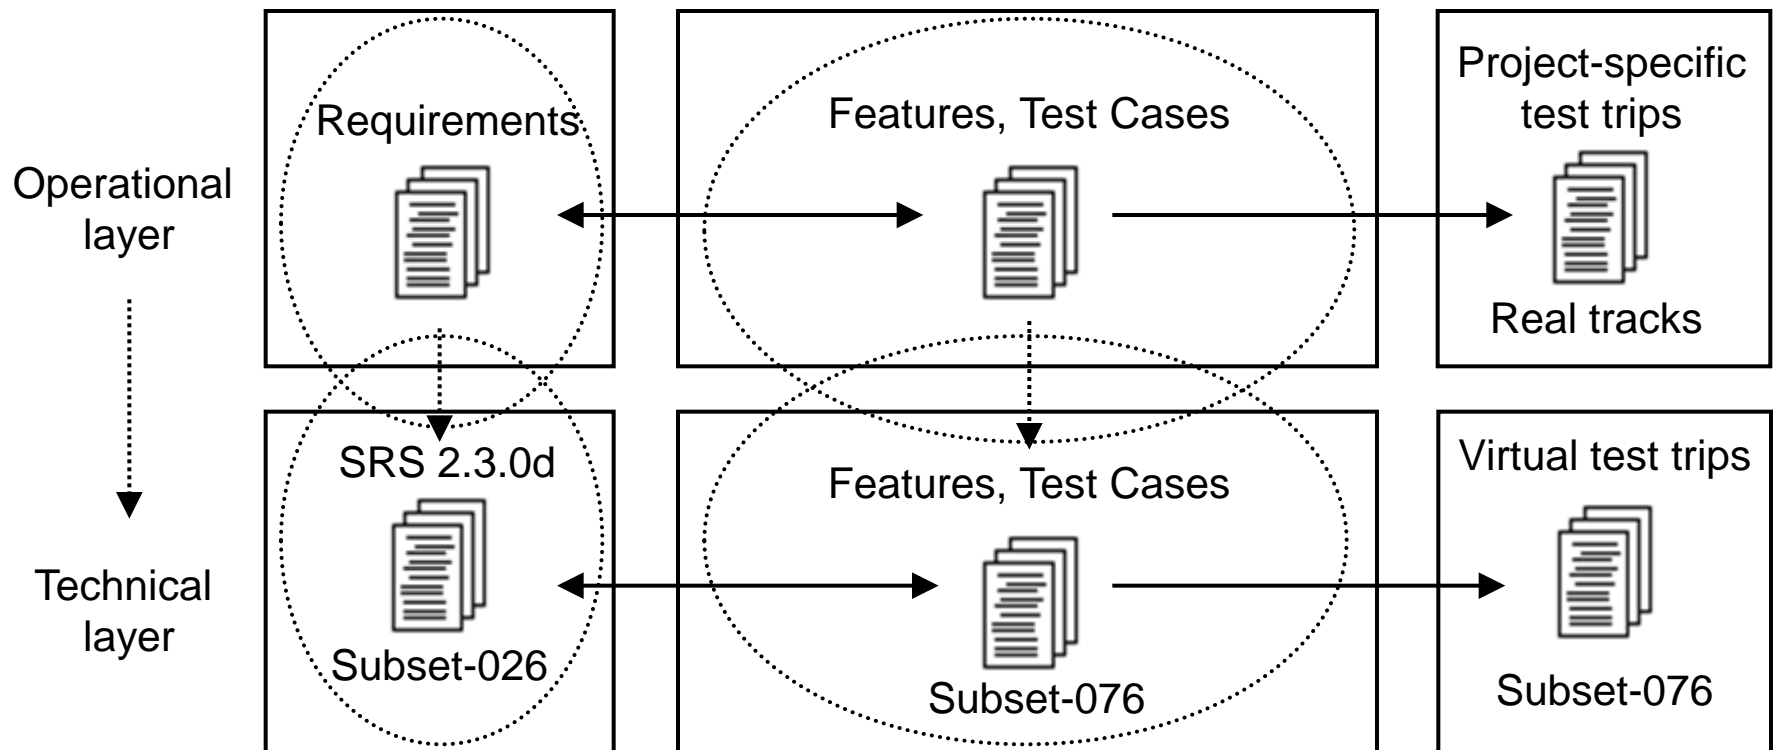 Operational
layer
Requirements
Features, Test Cases
Project-specific
test trips
Real tracks
Technical
layer
SRS 2.3.0d
Subset-026
Features, Test Cases
Subset-076
Virtual test trips
Subset-076